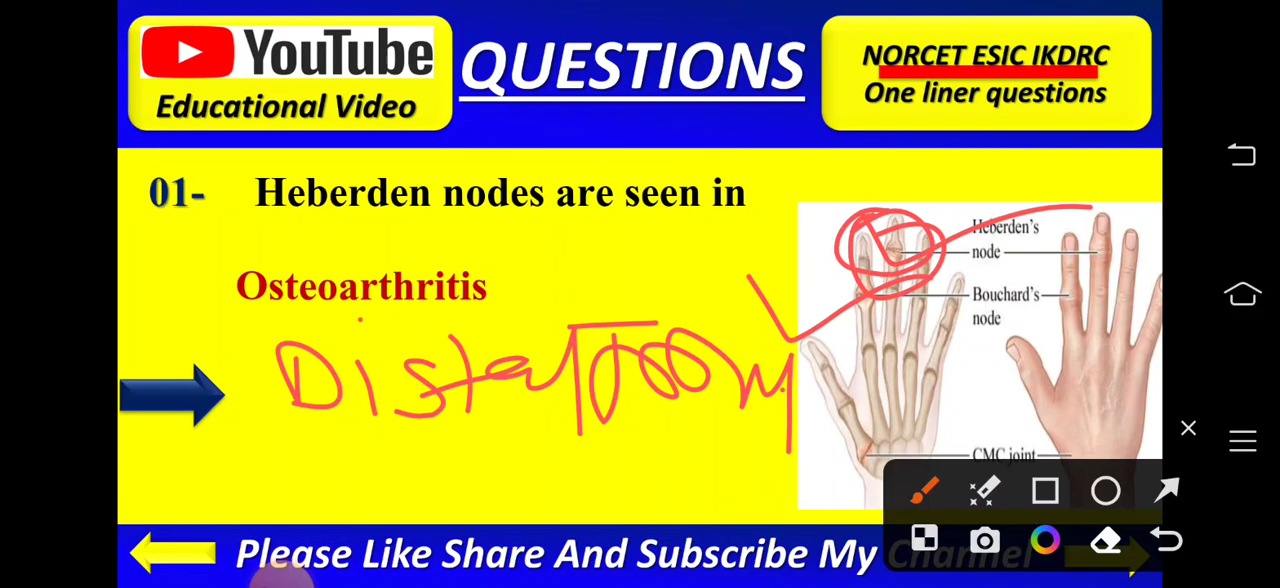 YouTube
Educational Video
QUESTIONS
NORCET ESIC IKDRC
One liner questions
01- Heberden nodes are seen in
Osteoarthritis
Heberden's
node
Bouchard's
node
CMC joint
Please Like Share And Subscribe My Channel